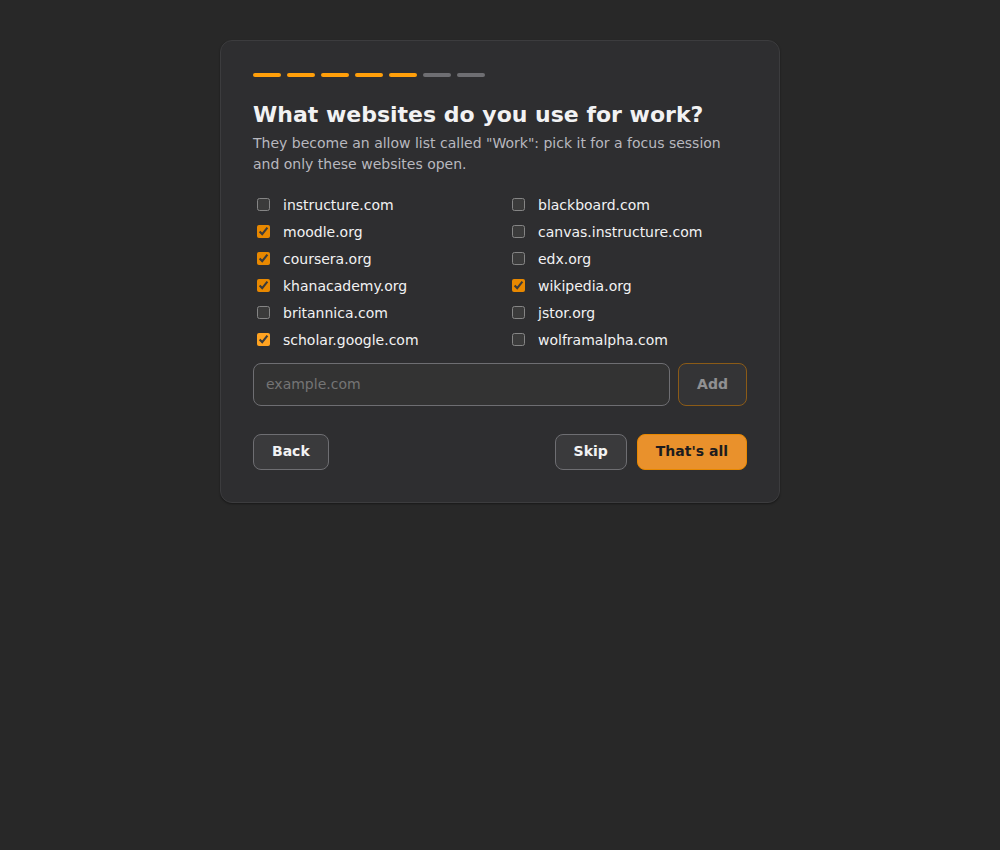 What websites do you use for work?
They become an allow list called "Work": pick it for a focus session
and only these websites open.
instructure.com
blackboard.com
moodle.org
canvas.instructure.com
coursera.org
edx.org
khanacademy.org
wikipedia.org
britannica.com
jstor.org
scholar.google.com
wolframalpha.com
example.com
Add
Back
Skip
That's all